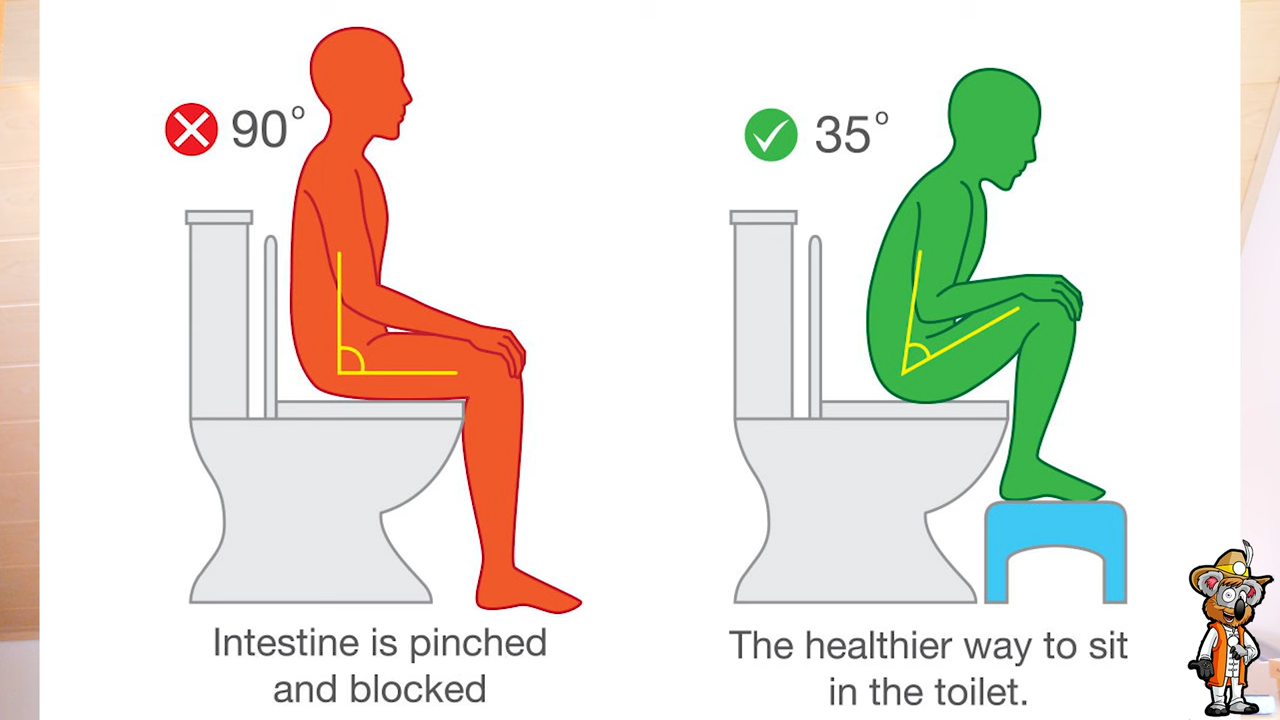 90°
Intestine is pinched
and blocked
35°
The healthier way to sit
in the toilet.